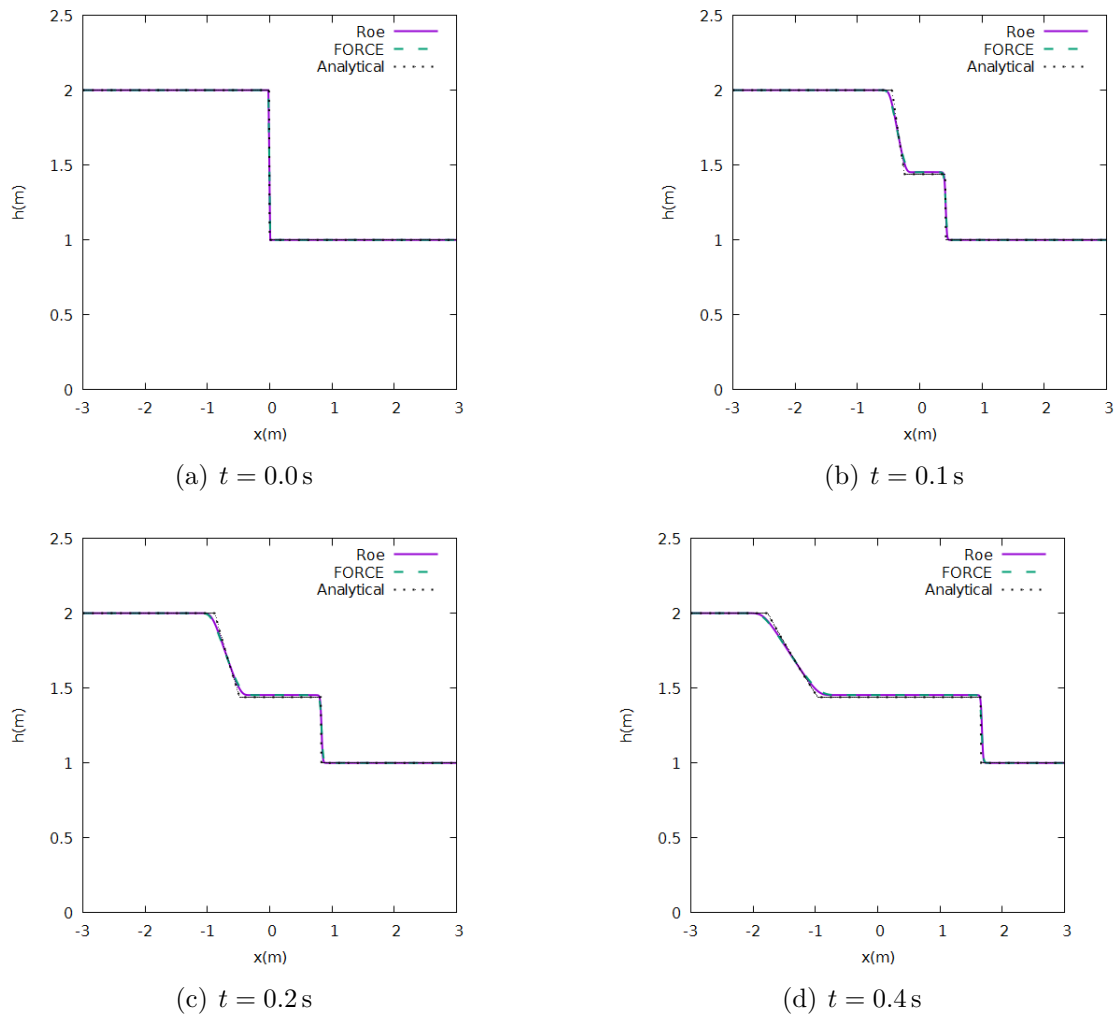 2.5
2
1.5
1
0.5
0
h(m)
-3 -2 -1 0 1 2 3
x(m)
Roe
FORCE
Analytical
(a) t = 0.0 s
2.5
2
1.5
1
0.5
0
h(m)
-3 -2 -1 0 1 2 3
x(m)
Roe
FORCE
Analytical
(b) t = 0.1 s
2.5
2
1.5
1
0.5
0
h(m)
-3 -2 -1 0 1 2 3
x(m)
Roe
FORCE
Analytical
(c) t = 0.2 s
2.5
2
1.5
1
0.5
0
h(m)
-3 -2 -1 0 1 2 3
x(m)
Roe
FORCE
Analytical
(d) t = 0.4 s